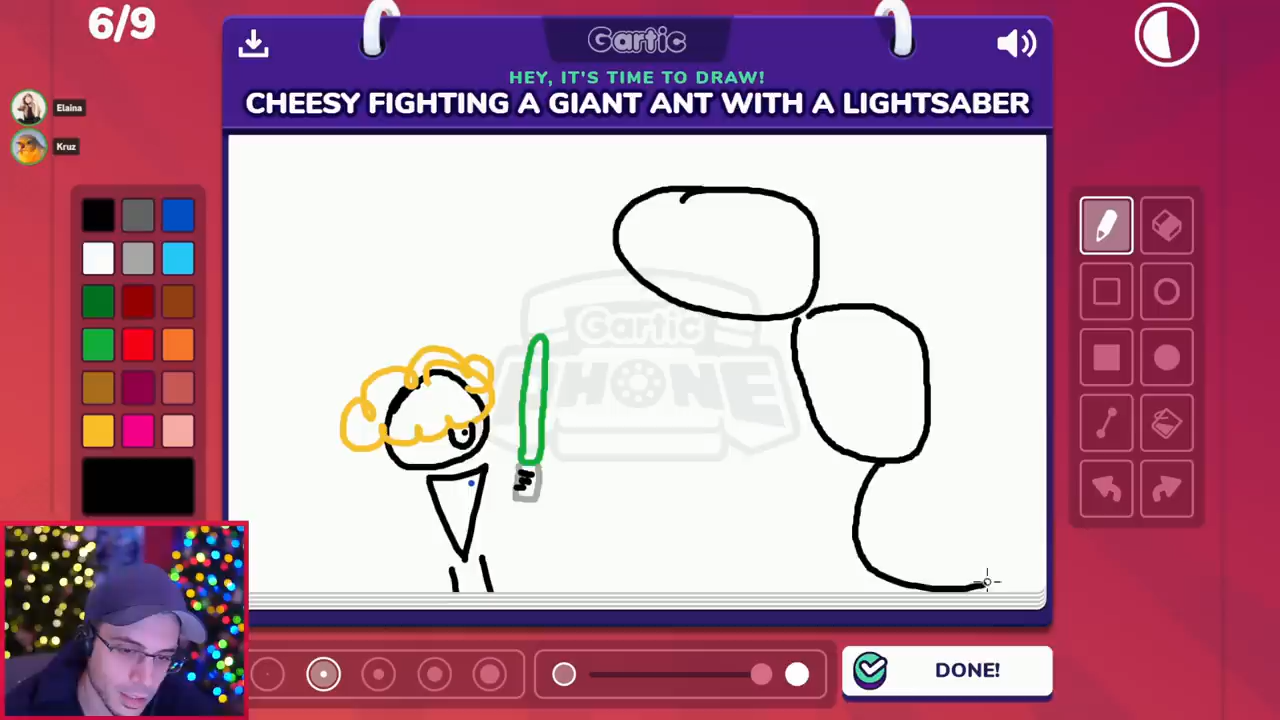 6/9
Gartic
HEY, IT'S TIME TO DRAW!
CHEESY FIGHTING A GIANT ANT WITH A LIGHTSABER
Elaina
Kruz
Gartic
PHONE
DONE!